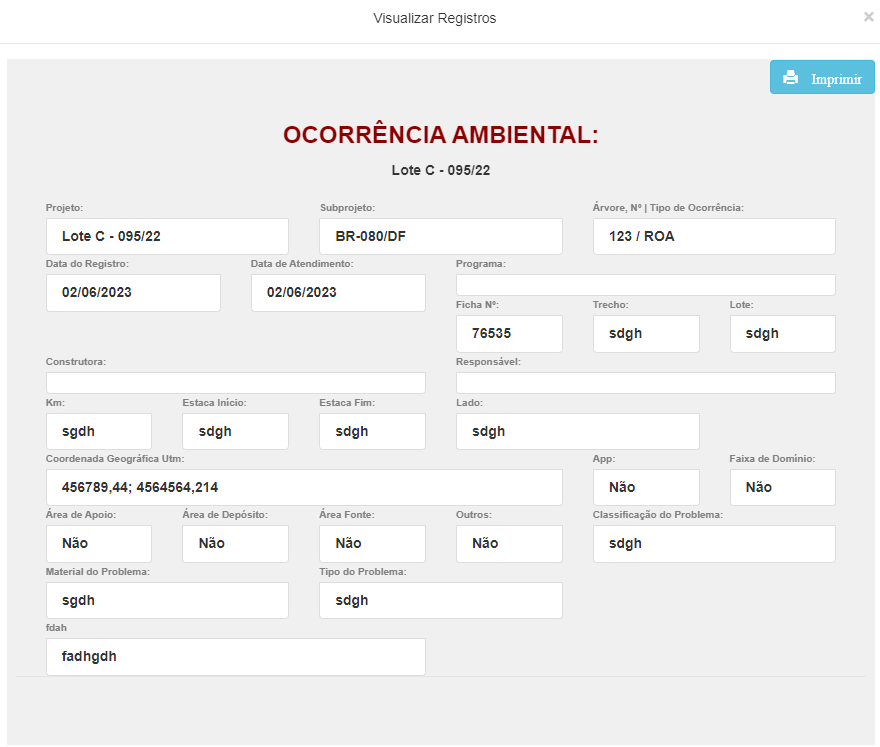 Visualizar Registros
×
Imprimir
OCORRÊNCIA AMBIENTAL:
Lote C - 095/22
Projeto: Subprojeto: Árvore, Nº | Tipo de Ocorrência:
Lote C - 095/22 BR-080/DF 123 / ROA
Data do Registro: Data de Atendimento: Programa:
02/06/2023 02/06/2023
Ficha Nº: Trecho: Lote:
76535 sdgh sdgh
Construtora: Responsável:
Km: Estaca Inicio: Estaca Fim: Lado:
sgdh sdgh sdgh sdgh
Coordenada Geográfica Utm: App: Faixa de Domínio:
456789,44; 4564564,214 Não Não
Área de Apoio: Área de Depósito: Área Fonte: Outros: Classificação do Problema:
Não Não Não Não sdgh
Material do Problema: Tipo do Problema:
sgdh sdgh
fdah
fadhgdh